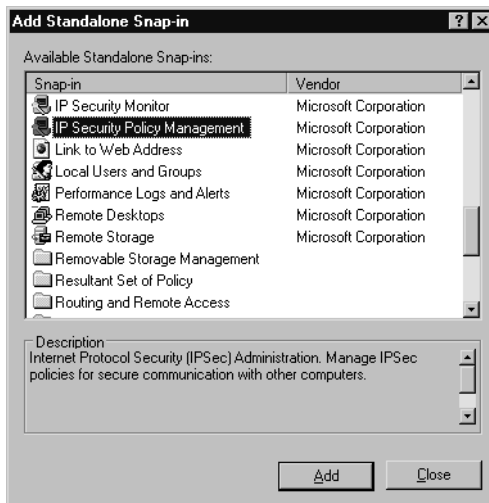 Add Standalone Snap-in
Available Standalone Snap-ins:
Snap-in Vendor
IP Security Monitor Microsoft Corporation
IP Security Policy Management Microsoft Corporation
Link to Web Address Microsoft Corporation
Local Users and Groups Microsoft Corporation
Performance Logs and Alerts Microsoft Corporation
Remote Desktops Microsoft Corporation
Remote Storage Microsoft Corporation
Removable Storage Management
Resultant Set of Policy
Routing and Remote Access
Description
Internet Protocol Security (IPSec) Administration. Manage IPSec
policies for secure communication with other computers.
Add Close